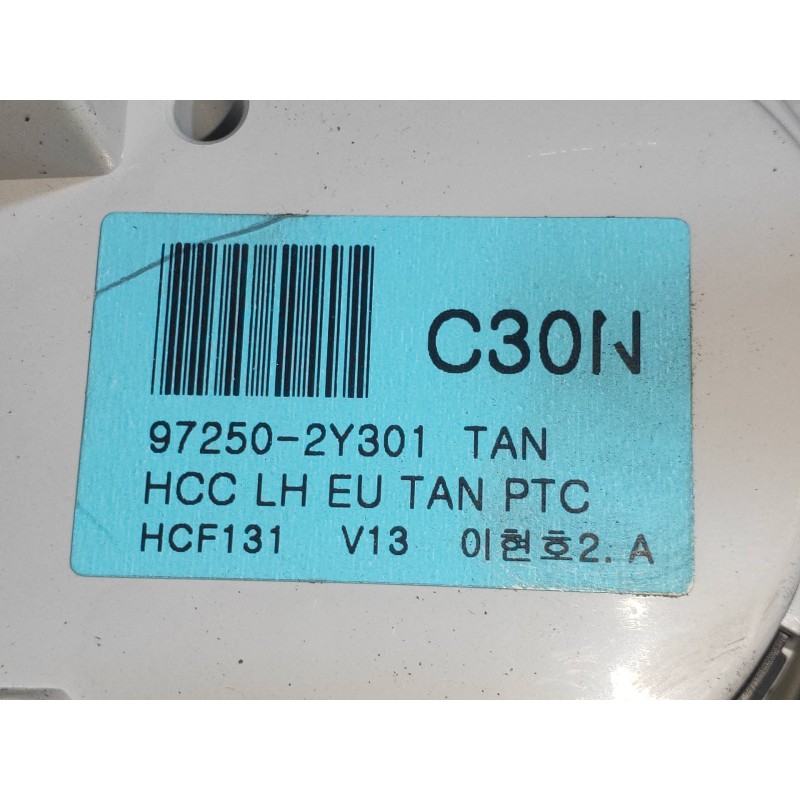 C30N
97250-2Y301 TAN
HCC LH EU TAN PTC
HCF131 V13 이현호2. A